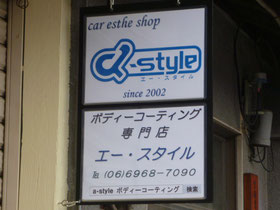 car esthe shop
a-style
エー・スタイル
since 2002
ボディーコーティング
専門店
エー・スタイル
℡ (06)6968-7090
a-style ボディーコーティング 検索